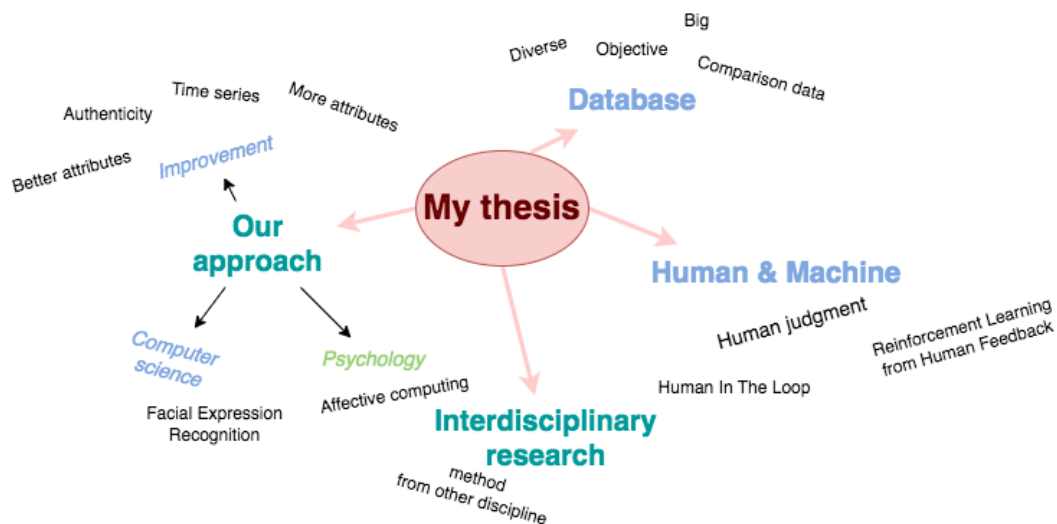 Big
Diverse
Objective
Comparison data
Database
Time series
More attributes
Authenticity
Better attributes
Improvement
My thesis
Our
approach
Human & Machine
Human judgment
Reinforcement Learning
from Human Feedback
Human In The Loop
Computer
science
Psychology
Facial Expression
Recognition
Affective computing
Interdisciplinary
research
method
from other discipline